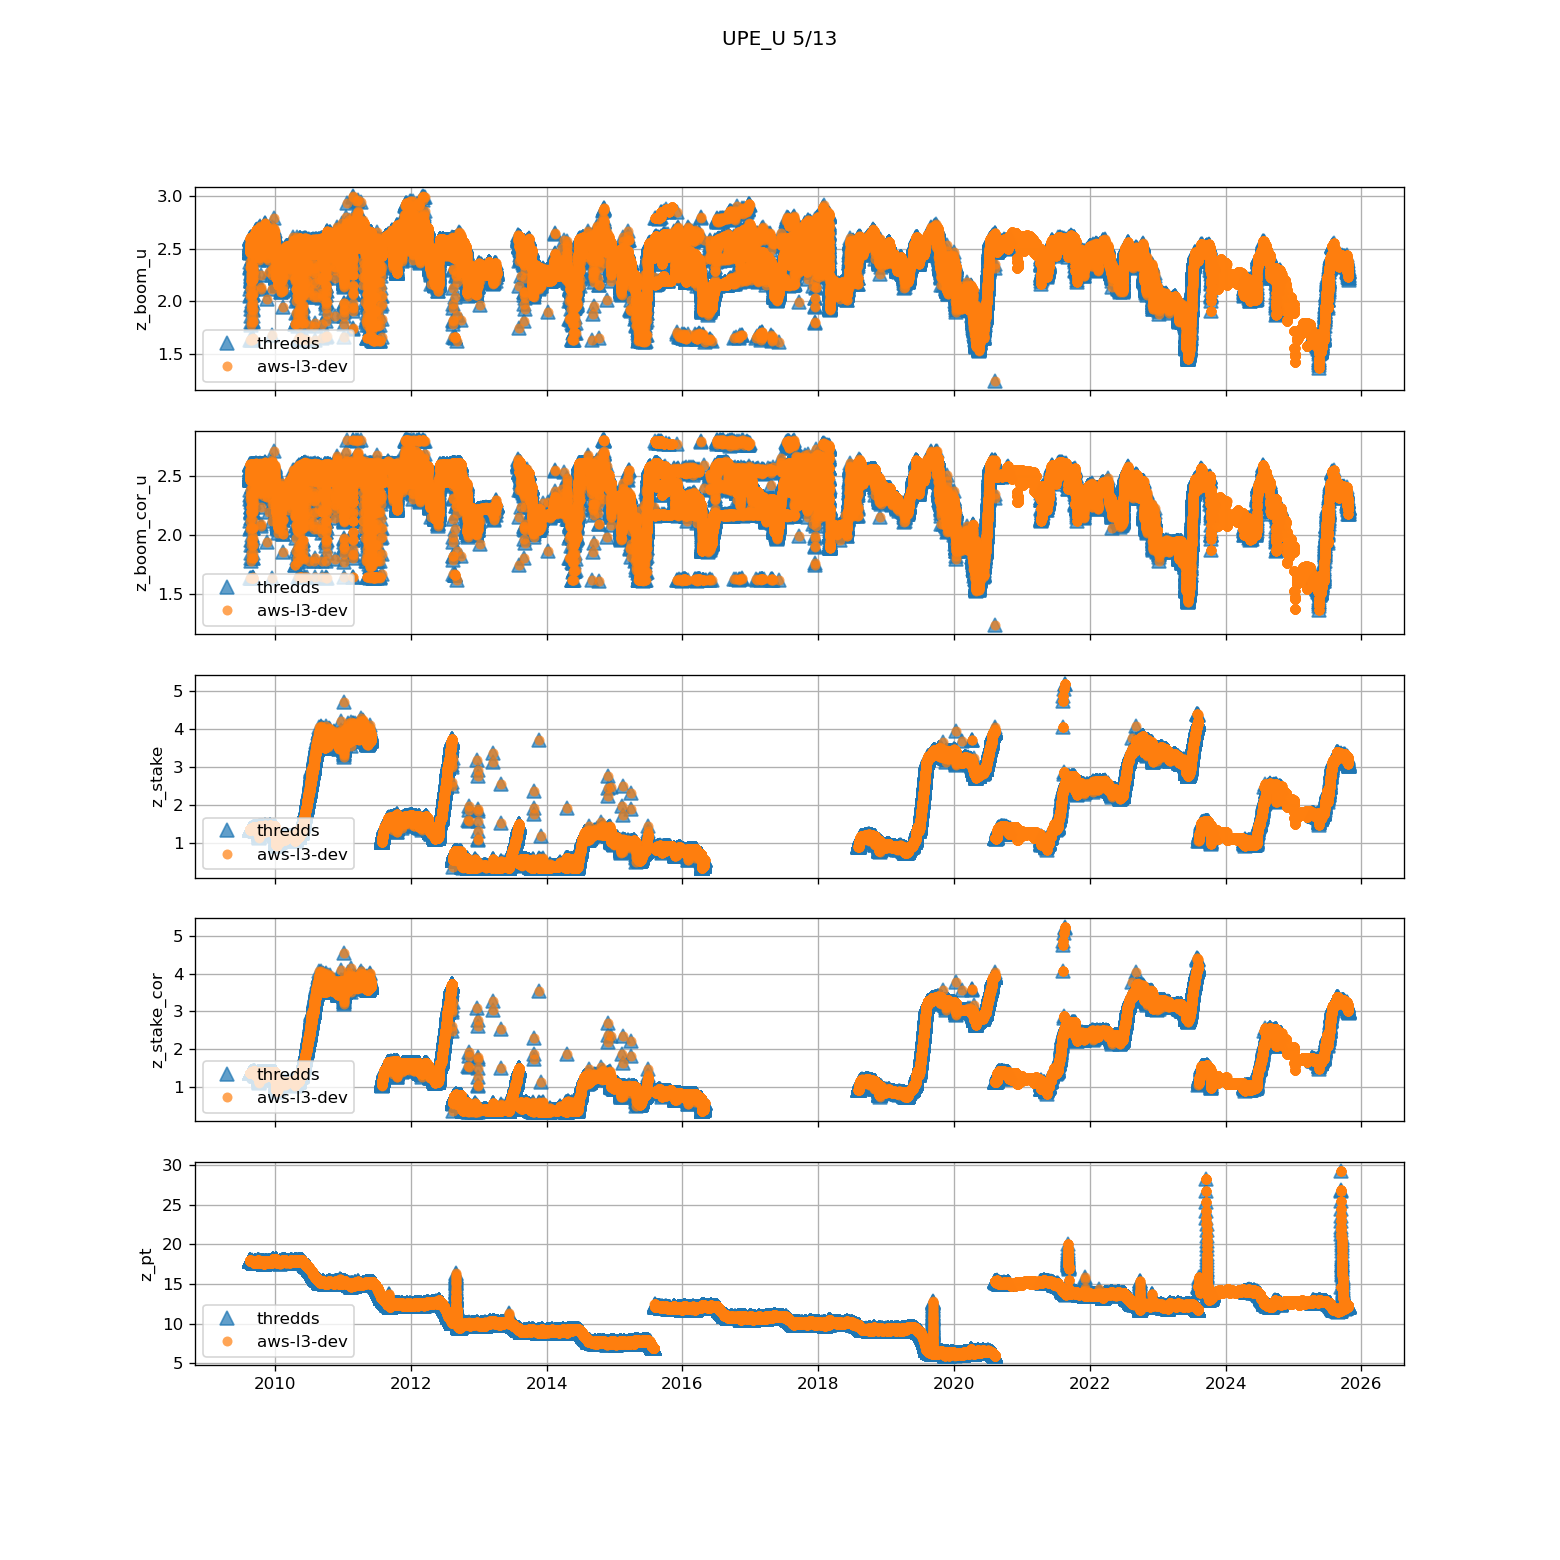 UPE_U 5/13
z_boom_u
3.0
2.5
2.0
1.5
thredds
aws-l3-dev
z_boom_cor_u
2.5
2.0
1.5
thredds
aws-l3-dev
z_stake
5
4
3
2
1
thredds
aws-l3-dev
z_stake_cor
5
4
3
2
1
thredds
aws-l3-dev
z_pt
30
25
20
15
10
5
thredds
aws-l3-dev
2010 2012 2014 2016 2018 2020 2022 2024 2026